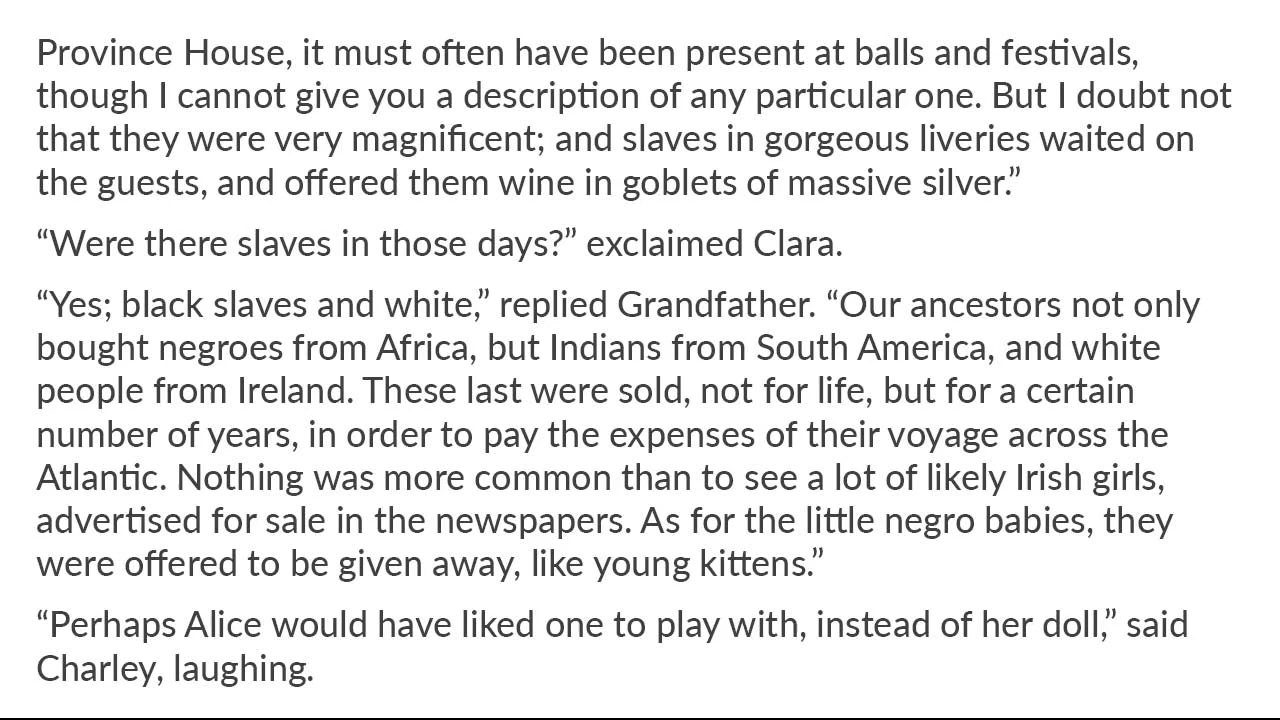 Province House, it must often have been present at balls and festivals,
though I cannot give you a description of any particular one. But I doubt not
that they were very magnificent; and slaves in gorgeous liveries waited on
the guests, and offered them wine in goblets of massive silver.”
“Were there slaves in those days?” exclaimed Clara.
“Yes; black slaves and white,” replied Grandfather. “Our ancestors not only
bought negroes from Africa, but Indians from South America, and white
people from Ireland. These last were sold, not for life, but for a certain
number of years, in order to pay the expenses of their voyage across the
Atlantic. Nothing was more common than to see a lot of likely Irish girls,
advertised for sale in the newspapers. As for the little negro babies, they
were offered to be given away, like young kittens.”
“Perhaps Alice would have liked one to play with, instead of her doll,” said
Charley, laughing.